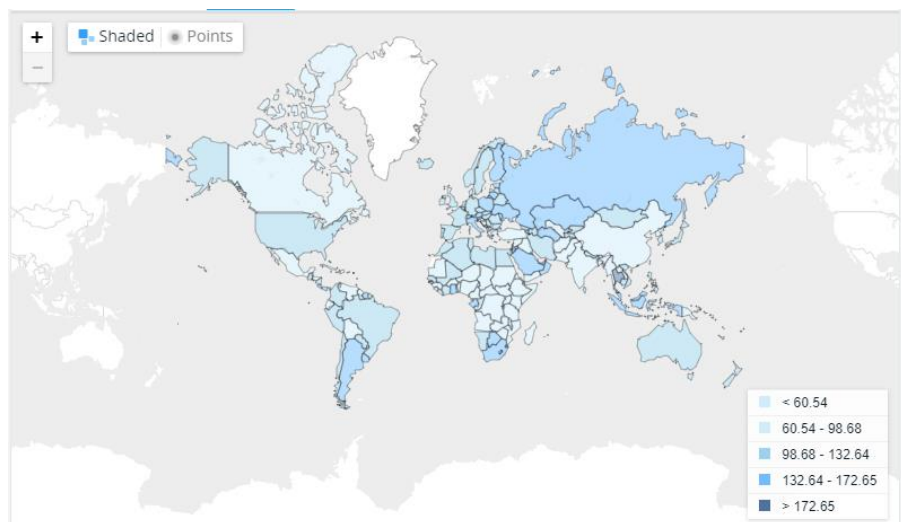 +
Shaded Points
−
< 60.54
60.54 - 98.68
98.68 - 132.64
132.64 - 172.65
> 172.65